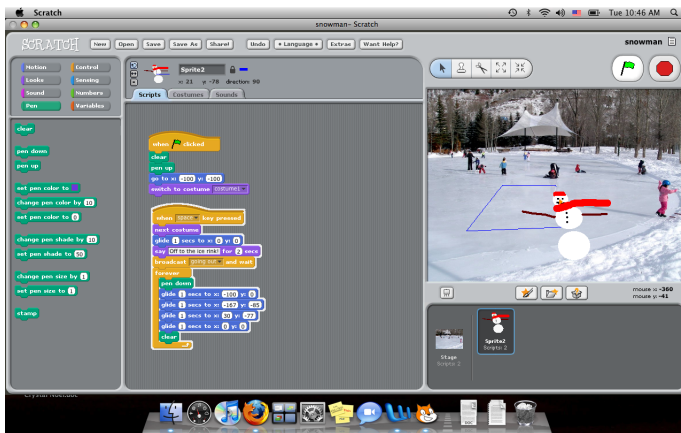 Scratch
Tue 10:46 AM
snowman- Scratch
SCRATCH
New
Open
Save
Save As
Share!
Undo
Language
Extras
Want Help?
snowman
Motion
Control
Looks
Sensing
Sound
Numbers
Pen
Variables
clear
pen down
pen up
set pen color to
change pen color by 10
set pen color to 0
change pen shade by 10
set pen shade to 50
change pen size by 1
set pen size to 1
stamp
Sprite2
x: 21 y: -78 direction: 90
Scripts
Costumes
Sounds
when clicked
clear
pen up
go to x: -100 y: -100
switch to costume costume1
when space key pressed
next costume
glide 1 secs to x: 0 y: 0
say Off to the ice rink! for 2 secs
broadcast going out and wait
forever
pen down
glide 1 secs to x: -100 y: 0
glide 1 secs to x: -167 y: -85
glide 1 secs to x: 30 y: -77
glide 1 secs to x: 0 y: 0
clear
mouse x: -360
mouse y: -41
Stage
Scripts: 2
Sprite2
Scripts: 2